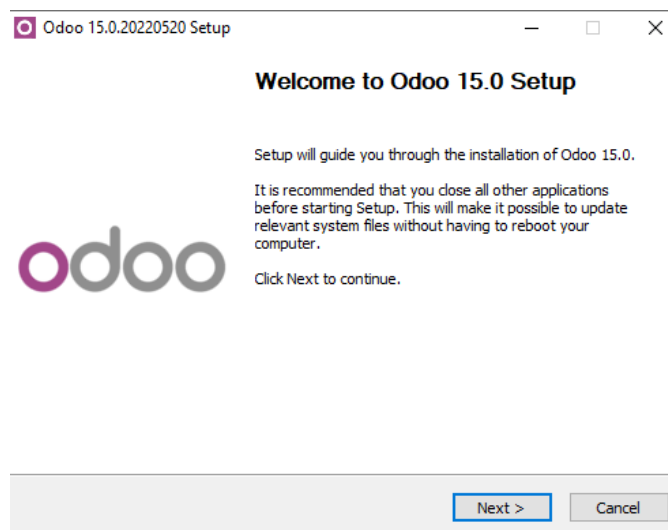 Odoo 15.0.20220520 Setup
Welcome to Odoo 15.0 Setup
Setup will guide you through the installation of Odoo 15.0.
It is recommended that you close all other applications
before starting Setup. This will make it possible to update
relevant system files without having to reboot your
computer.
odoo
Click Next to continue.
Next >
Cancel